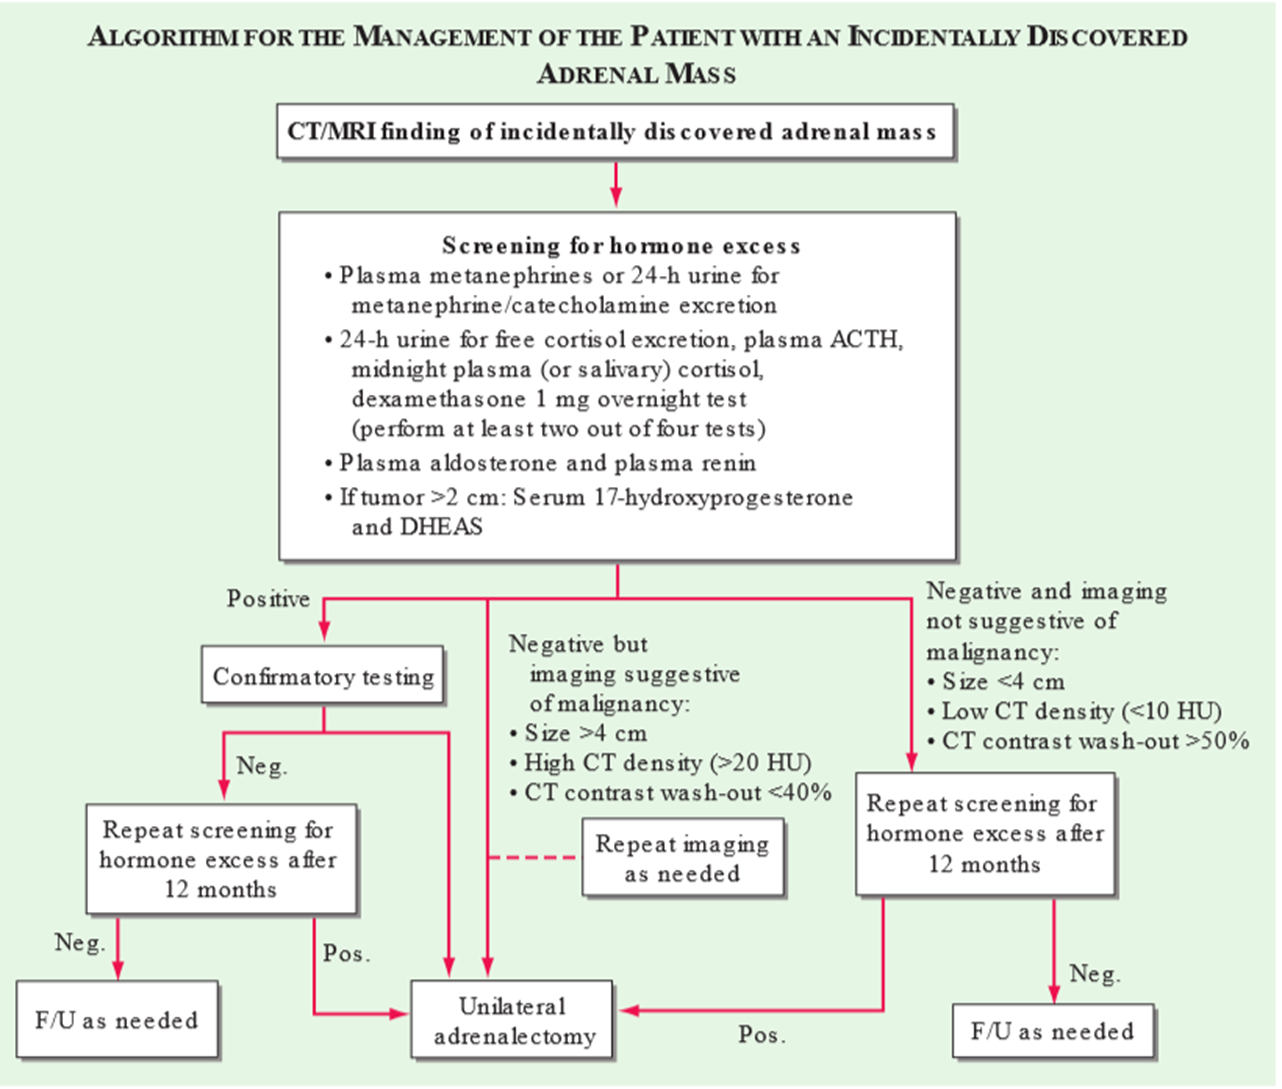 ALGORITHM FOR THE MANAGEMENT OF THE PATIENT WITH AN INCIDENTALLY DISCOVERED
ADRENAL MASS
CT/MRI finding of incidentally discovered adrenal mass
Screening for hormone excess
• Plasma metanephrines or 24-h urine for
metanephrine/catecholamine excretion
• 24-h urine for free cortisol excretion, plasma ACTH,
midnight plasma (or salivary) cortisol,
dexamethasone 1 mg overnight test
(perform at least two out of four tests)
• Plasma aldosterone and plasma renin
• If tumor >2 cm: Serum 17-hydroxyprogesterone
and DHEAS
Positive
Confirmatory testing
Neg.
Repeat screening for
hormone excess after
12 months
Neg.
Pos.
F/U as needed
Negative but
imaging suggestive
of malignancy:
• Size >4 cm
• High CT density (>20 HU)
• CT contrast wash-out <40%
Repeat imaging
as needed
Unilateral
adrenalectomy
Negative and imaging
not suggestive of
malignancy:
• Size <4 cm
• Low CT density (<10 HU)
• CT contrast wash-out >50%
Repeat screening for
hormone excess after
12 months
Pos.
Neg.
F/U as needed